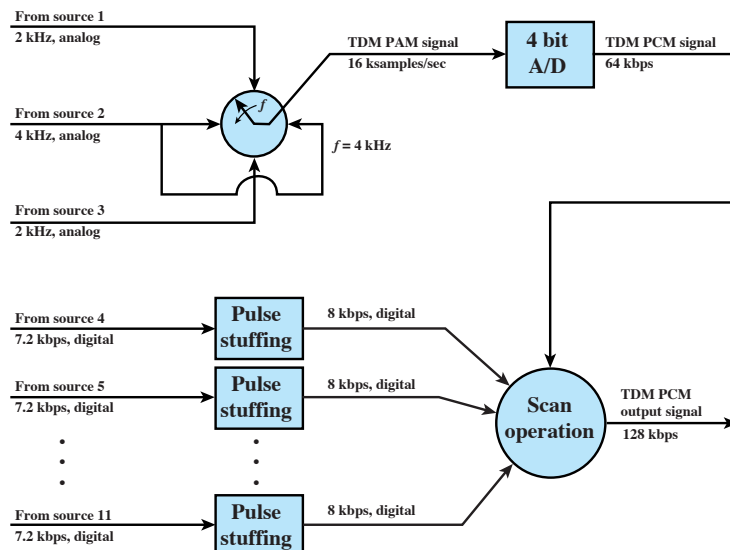 From source 1
2 kHz, analog
TDM PAM signal
16 ksamples/sec
4 bit
A/D
TDM PCM signal
64 kbps
f
From source 2
4 kHz, analog
f = 4 kHz
From source 3
2 kHz, analog
From source 4
7.2 kbps, digital
Pulse
stuffing
8 kbps, digital
From source 5
7.2 kbps, digital
Pulse
stuffing
8 kbps, digital
Scan
operation
TDM PCM
output signal
128 kbps
From source 11
7.2 kbps, digital
Pulse
stuffing
8 kbps, digital